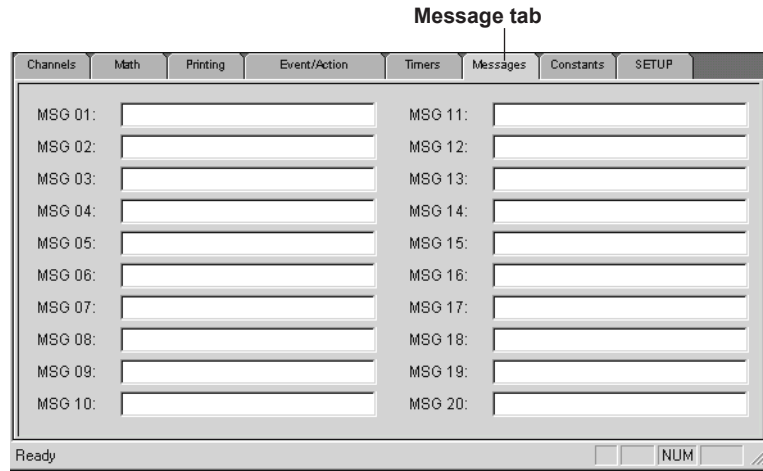 Message tab
Channels Math Printing Event/Action Timers Messages Constants SETUP
MSG 01: MSG 11:
MSG 02: MSG 12:
MSG 03: MSG 13:
MSG 04: MSG 14:
MSG 05: MSG 15:
MSG 06: MSG 16:
MSG 07: MSG 17:
MSG 08: MSG 18:
MSG 09: MSG 19:
MSG 10: MSG 20:
Ready NUM